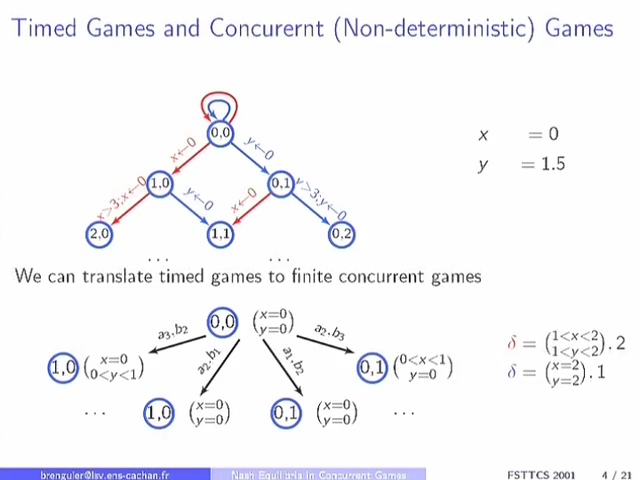 Timed Games and Concurernt (Non-deterministic) Games
0,0
x = 0
x←0
y←0
y = 1.5
1,0
0,1
x>3;x←0
y←0
x←0
y>3;y←0
2,0
1,1
0,2
... ...
We can translate timed games to finite concurrent games
a3,b2
0,0
(x=0
y=0)
a2,b3
a2,b1
a1,b2
1,0
(x=0
0<y<1)
0,1
(0<x<1
y=0)
δ = (1<x<2
1<y<2).2
δ = (x=2
y=2).1
...
1,0
(x=0
y=0)
0,1
(x=0
y=0)
...
brenguier@lsv.ens-cachan.fr
Nash Equilibria in Concurrent Games
FSTTCS 2001
4 / 21